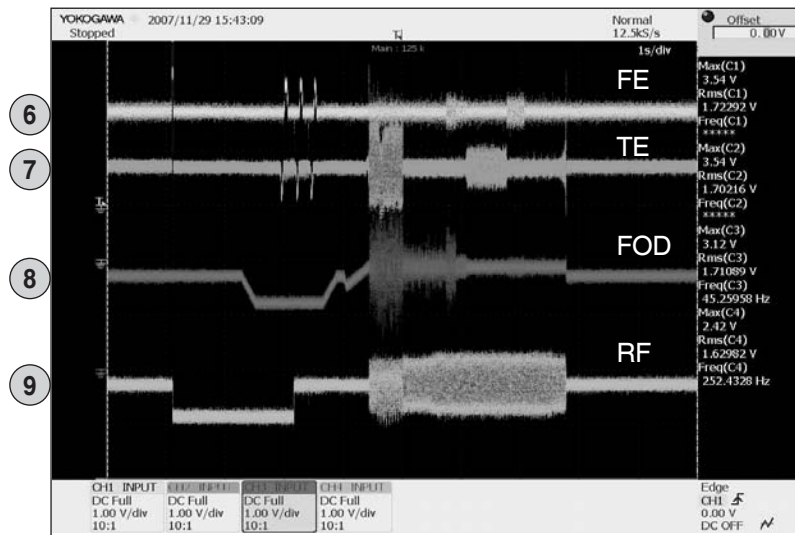 YOKOGAWA 2007/11/29 15:43:09
Stopped
Normal
12.5kS/s
Offset
0.00V
Main : 125 k
1s/div
6
7
8
9
FE
TE
FOD
RF
Max(C1)
3.54 V
Rms(C1)
1.72292 V
Freq(C1)
*****
Max(C2)
3.54 V
Rms(C2)
1.70216 V
Freq(C2)
*****
Max(C3)
3.12 V
Rms(C3)
1.71089 V
Freq(C3)
45.25958 Hz
Max(C4)
2.42 V
Rms(C4)
1.62982 V
Freq(C4)
252.4328 Hz
CH1 INPUT
DC Full
1.00 V/div
10:1
CH2 INPUT
DC Full
1.00 V/div
10:1
CH3 INPUT
DC Full
1.00 V/div
10:1
CH4 INPUT
DC Full
1.00 V/div
10:1
Edge
CH1
0.00 V
DC OFF